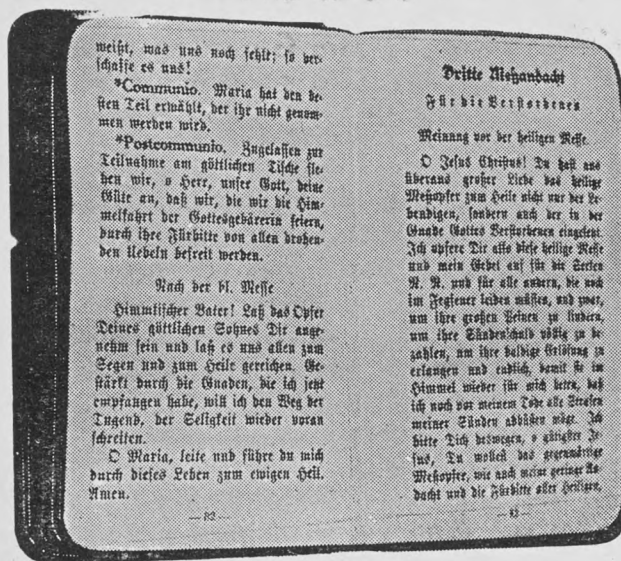 weißt, was uns noch fehlt; so ver-
schaffe es uns!
*Communio. Maria hat den be-
sten Teil erwählt, der ihr nicht genom-
men werden wird.
*Postcommunio. Zugelassen zur
Teilnahme am göttlichen Tische fle-
hen wir, o Herr, unser Gott, deine
Güte an, daß wir, die wir die Him-
melfahrt der Gottesgebärerin feiern,
durch ihre Fürbitte von allen drohen-
den Uebeln befreit werden.
Nach der hl. Messe
Himmlischer Vater! Laß das Opfer
Deines göttlichen Sohnes Dir ange-
nehm sein und laß es uns allen zum
Segen und zum Heile gereichen. Ge-
stärkt durch die Gnaden, die ich jetzt
empfangen habe, will ich den Weg der
Tugend, der Seligkeit wieder voran
schreiten.
O Maria, leite und führe du mich
durch dieses Leben zum ewigen Heil.
Amen.
— 82 —
Dritte Meßandacht
Für die Verstorbenen
Meinung vor der heiligen Messe.
O Jesus Christus! Du hast aus
überaus großer Liebe das heilige
Meßopfer zum Heile nicht nur der Le-
bendigen, sondern auch der in der
Gnade Gottes Verstorbenen eingesetzt.
Ich opfere Dir also diese heilige Messe
und mein Gebet auf für die Seelen
N. N. und für alle andern, die noch
im Fegfeuer leiden müssen, und zwar,
um ihre großen Peinen zu lindern,
um ihre Sündenschuld völlig zu be-
zahlen, um ihre baldige Erlösung zu
erlangen und endlich, damit sie im
Himmel wieder für mich beten, daß
ich noch vor meinem Tode alle Strafen
meiner Sünden abbüßen möge. Ich
bitte Dich deswegen, o gütigster Je-
sus, Du wollest das gegenwärtige
Meßopfer, wie auch meine geringe An-
dacht und die Fürbitte aller Heiligen,
— 83 —